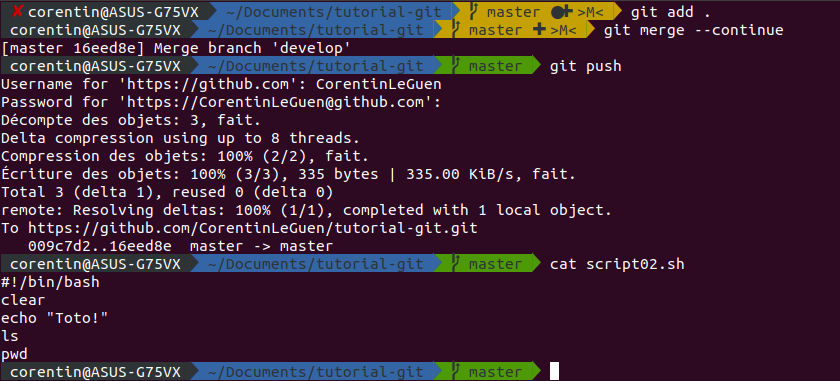 ✘ corentin@ASUS-G75VX ~/Documents/tutorial-git master ●✚ >M< git add .
corentin@ASUS-G75VX ~/Documents/tutorial-git master ✚ >M< git merge --continue
[master 16eed8e] Merge branch 'develop'
corentin@ASUS-G75VX ~/Documents/tutorial-git master git push
Username for 'https://github.com': CorentinLeGuen
Password for 'https://CorentinLeGuen@github.com':
Décompte des objets: 3, fait.
Delta compression using up to 8 threads.
Compression des objets: 100% (2/2), fait.
Écriture des objets: 100% (3/3), 335 bytes | 335.00 KiB/s, fait.
Total 3 (delta 1), reused 0 (delta 0)
remote: Resolving deltas: 100% (1/1), completed with 1 local object.
To https://github.com/CorentinLeGuen/tutorial-git.git
   009c7d2..16eed8e  master -> master
corentin@ASUS-G75VX ~/Documents/tutorial-git master cat script02.sh
#!/bin/bash
clear
echo "Toto!"
ls
pwd
corentin@ASUS-G75VX ~/Documents/tutorial-git master